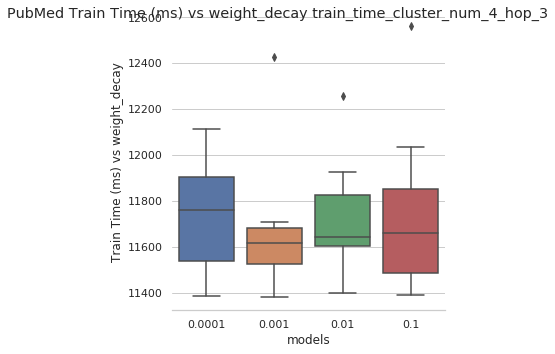 PubMed Train Time (ms) vs weight_decay train_time_cluster_num_4_hop_3
12600
12400
12200
12000
11800
11600
11400
Train Time (ms) vs weight_decay
0.0001 0.001 0.01 0.1
models